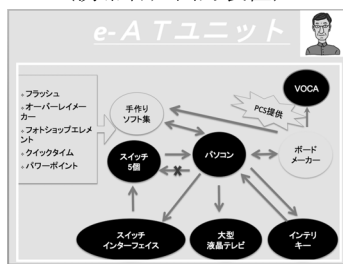 e-ATユニット
・フラッシュ
・オーバーレイメー
カー
・フォトショップエレメ
ント
・クイックタイム
・パワーポイント
手作り
ソフト集
PCS提供
VOCA
スイッチ
5個
パソコン
ボード
メーカー
スイッチ
インターフェイス
大型
液晶テレビ
インテリ
キー